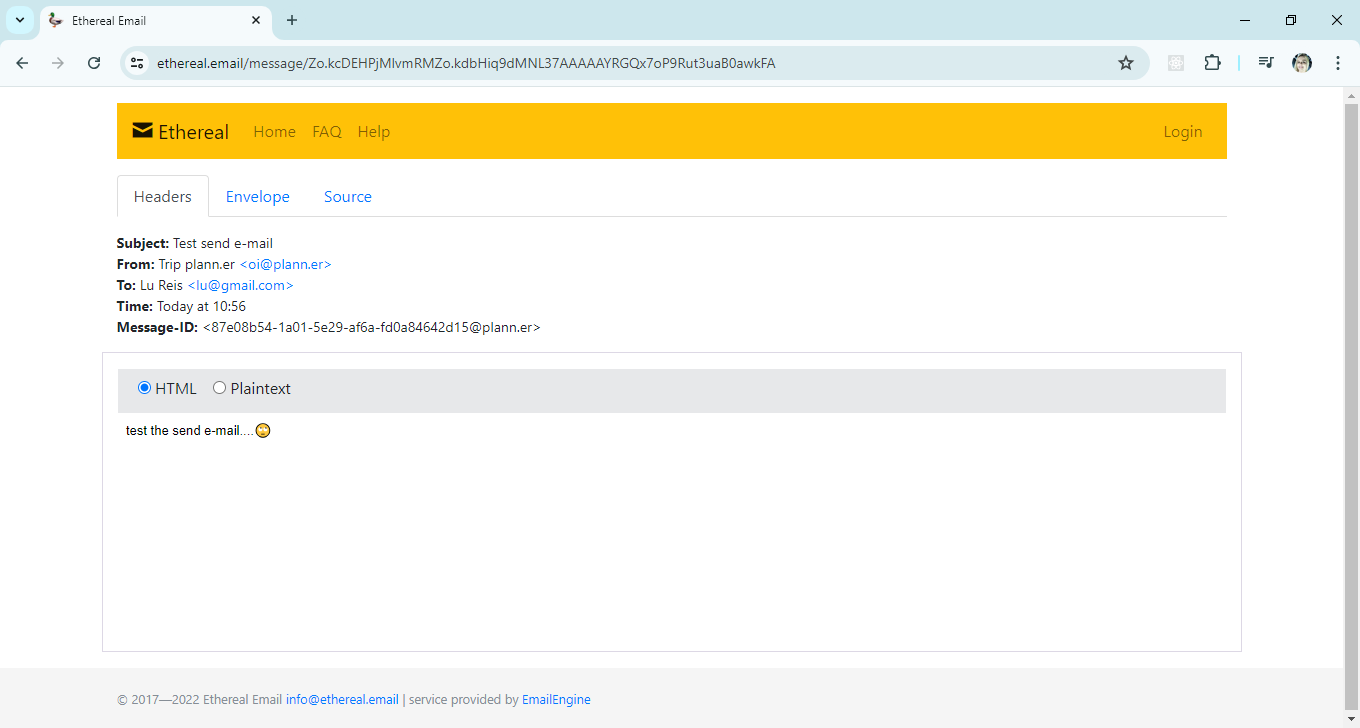 Ethereal Email
ethereal.email/message/Zo.kcDEHPjMlvmRMZo.kdbHiq9dMNL37AAAAAYRGQx7oP9Rut3uaB0awkFA
Ethereal Home FAQ Help Login
Headers Envelope Source
Subject: Test send e-mail
From: Trip plann.er <oi@plann.er>
To: Lu Reis <lu@gmail.com>
Time: Today at 10:56
Message-ID: <87e08b54-1a01-5e29-af6a-fd0a84642d15@plann.er>
HTML Plaintext
test the send e-mail....🙄
© 2017—2022 Ethereal Email info@ethereal.email | service provided by EmailEngine